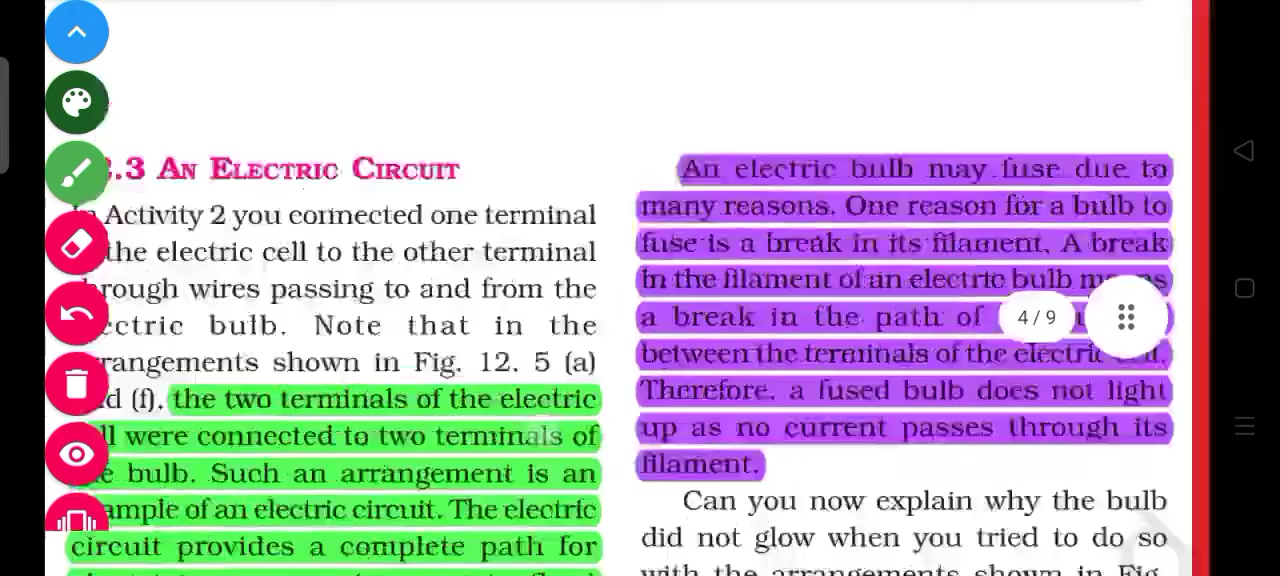 .3 AN ELECTRIC CIRCUIT
Activity 2 you connected one terminal
the electric cell to the other terminal
rough wires passing to and from the
ctric bulb. Note that in the
rangements shown in Fig. 12. 5 (a)
d (f), the two terminals of the electric
ll were connected to two terminals of
e bulb. Such an arrangement is an
ample of an electric circuit. The electric
circuit provides a complete path for
An electric bulb may fuse due to
many reasons. One reason for a bulb to
fuse is a break in its filament. A break
in the filament of an electric bulb
a break in the path of
between the terminals of the electric
Therefore, a fused bulb does not light
up as no current passes through its
filament.
Can you now explain why the bulb
did not glow when you tried to do so
with the arrangements shown in Fig.
4/9